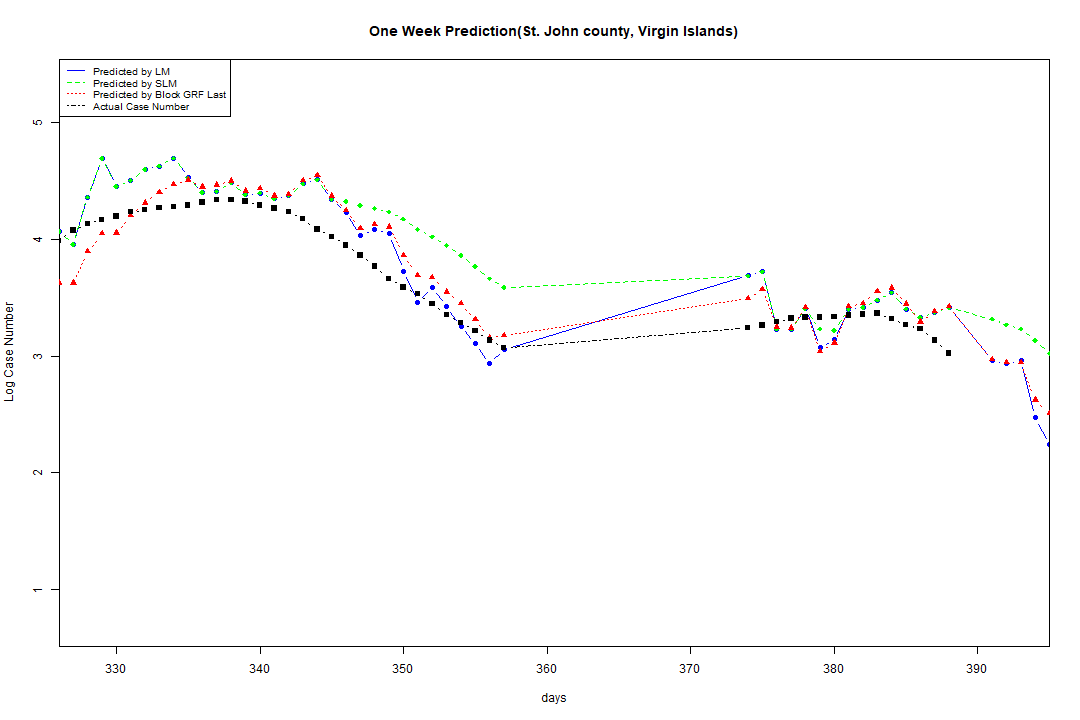 One Week Prediction(St. John county, Virgin Islands)
Predicted by LM
Predicted by SLM
Predicted by Block GRF Last
Actual Case Number
5
4
3
2
1
Log Case Number
330 340 350 360 370 380 390
days